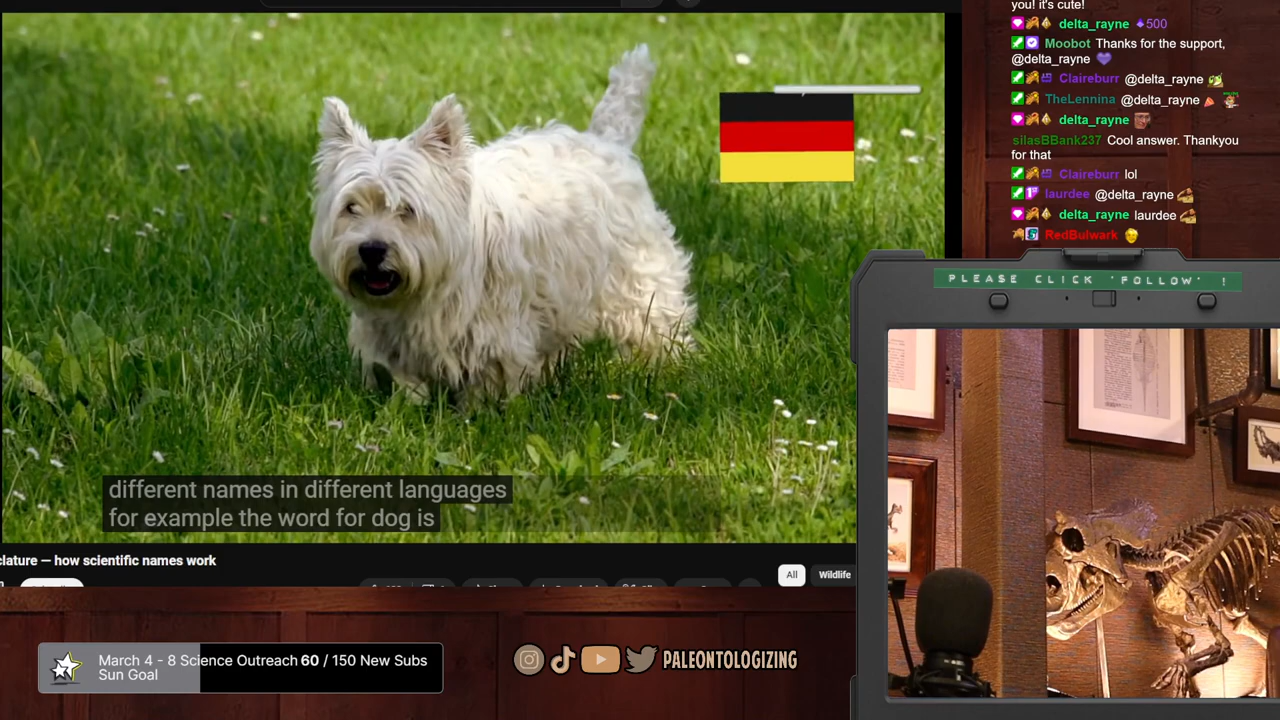 you! it's cute!
delta_rayne 500
Moobot Thanks for the support,
@delta_rayne
Claireburr @delta_rayne
TheLennina @delta_rayne
delta_rayne
silasBBank237 Cool answer. Thankyou
for that
Claireburr lol
laurdee @delta_rayne
delta_rayne laurdee
RedBulwark
PLEASE CLICK "FOLLOW" !
different names in different languages
for example the word for dog is
clature — how scientific names work
All Wildlife
March 4 - 8 Science Outreach 60 / 150 New Subs
Sun Goal
PALEONTOLOGIZING